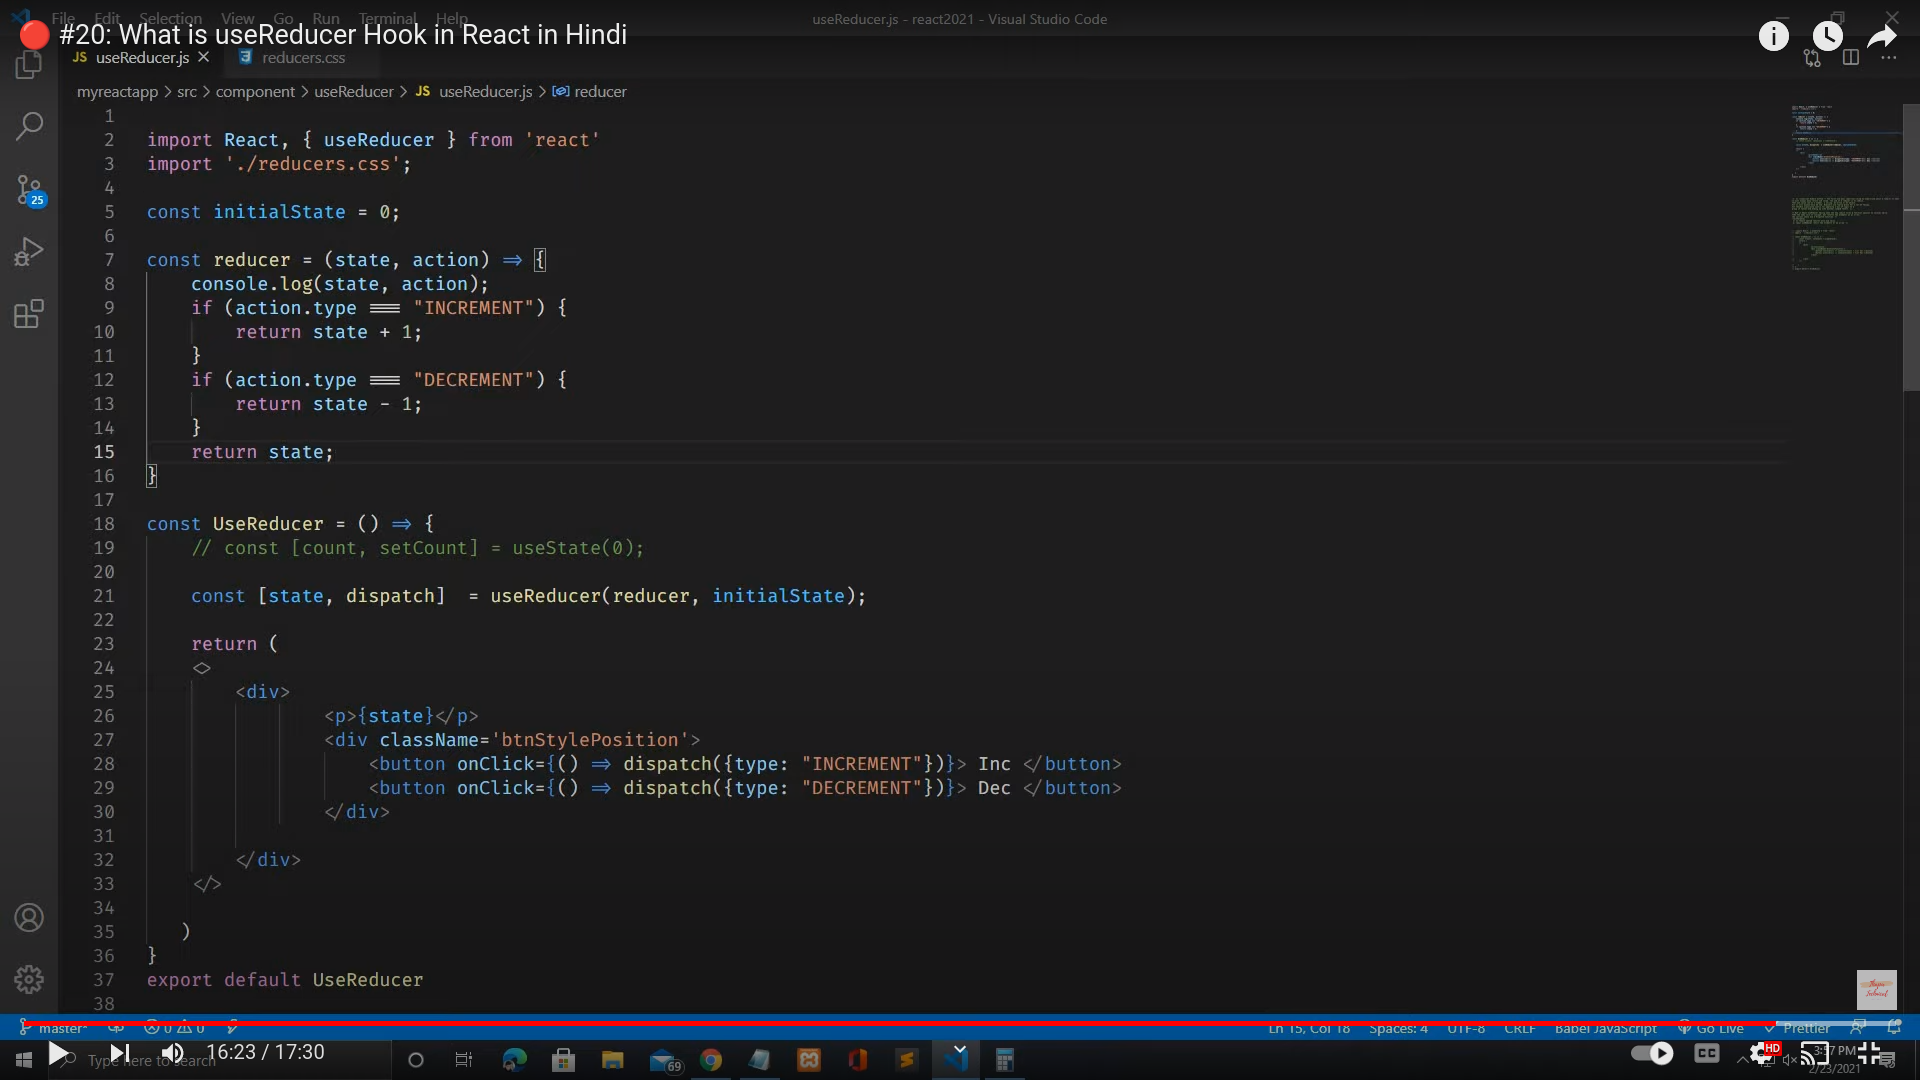 File Edit Selection View Go Run Terminal Help
useReducer.js - react2021 - Visual Studio Code
#20: What is useReducer Hook in React in Hindi
JS useReducer.js
reducers.css
myreactapp > src > component > useReducer > JS useReducer.js > reducer
1
2 import React, { useReducer } from 'react'
3 import './reducers.css';
4
5 const initialState = 0;
6
7 const reducer = (state, action) => {
8 console.log(state, action);
9 if (action.type === "INCREMENT") {
10 return state + 1;
11 }
12 if (action.type === "DECREMENT") {
13 return state - 1;
14 }
15 return state;
16 }
17
18 const UseReducer = () => {
19 // const [count, setCount] = useState(0);
20
21 const [state, dispatch]  = useReducer(reducer, initialState);
22
23 return (
24 <>
25 <div>
26 <p>{state}</p>
27 <div className='btnStylePosition'>
28 <button onClick={() => dispatch({type: "INCREMENT"})}> Inc </button>
29 <button onClick={() => dispatch({type: "DECREMENT"})}> Dec </button>
30 </div>
31
32 </div>
33 </>
34
35 )
36 }
37 export default UseReducer
38
25
master*
0 0
Ln 15, Col 18 Spaces: 4 UTF-8 CRLF Babel JavaScript Go Live Prettier
Type here to search
16:23 / 17:30
69
CC
HD
3:57 PM
2/23/2021